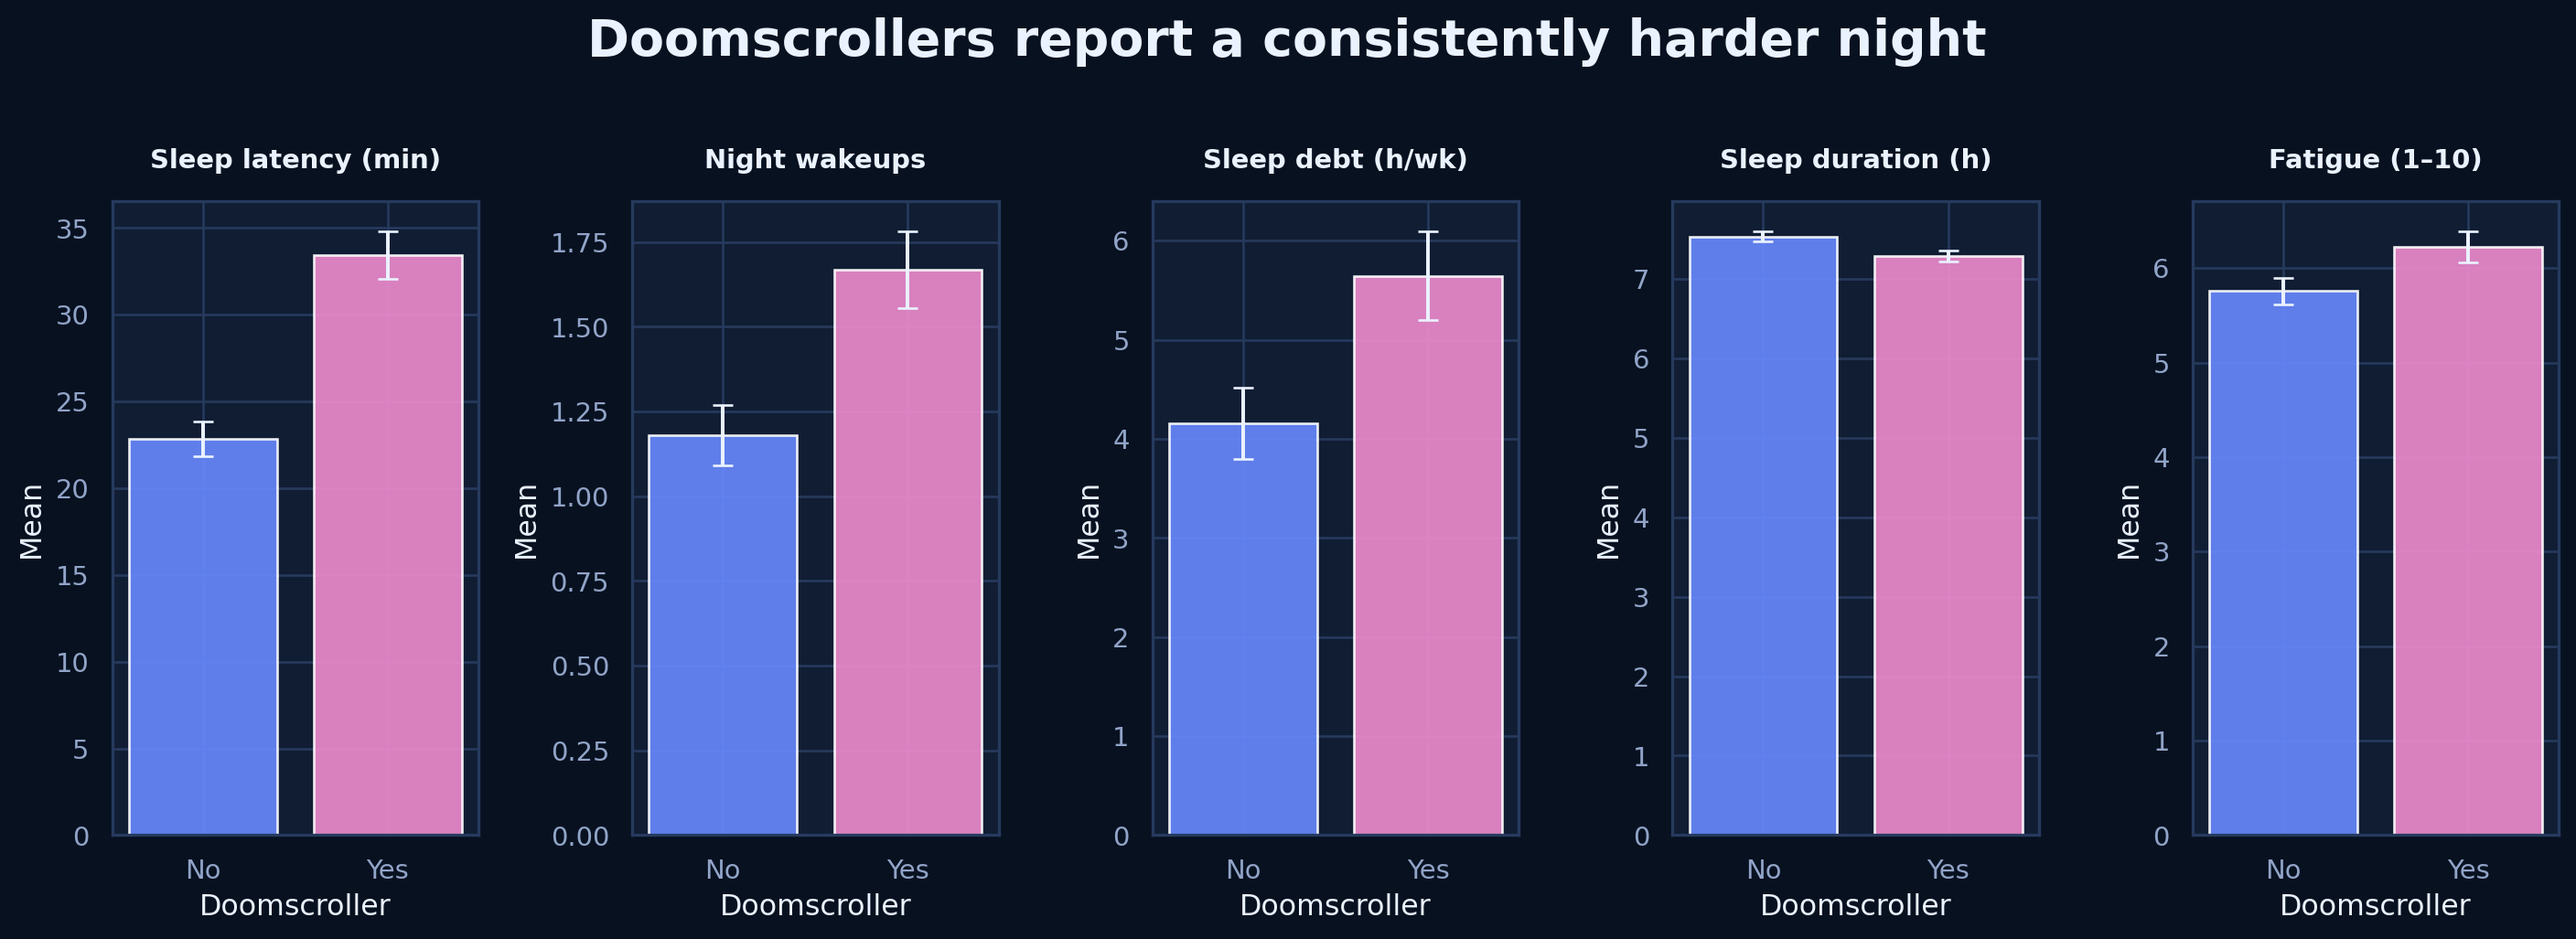 Doomscrollers report a consistently harder night
Sleep latency (min)
35
30
25
20
15
10
5
0
Mean
No
Yes
Doomscroller
Night wakeups
1.75
1.50
1.25
1.00
0.75
0.50
0.25
0.00
Mean
No
Yes
Doomscroller
Sleep debt (h/wk)
6
5
4
3
2
1
0
Mean
No
Yes
Doomscroller
Sleep duration (h)
7
6
5
4
3
2
1
0
Mean
No
Yes
Doomscroller
Fatigue (1–10)
6
5
4
3
2
1
0
Mean
No
Yes
Doomscroller